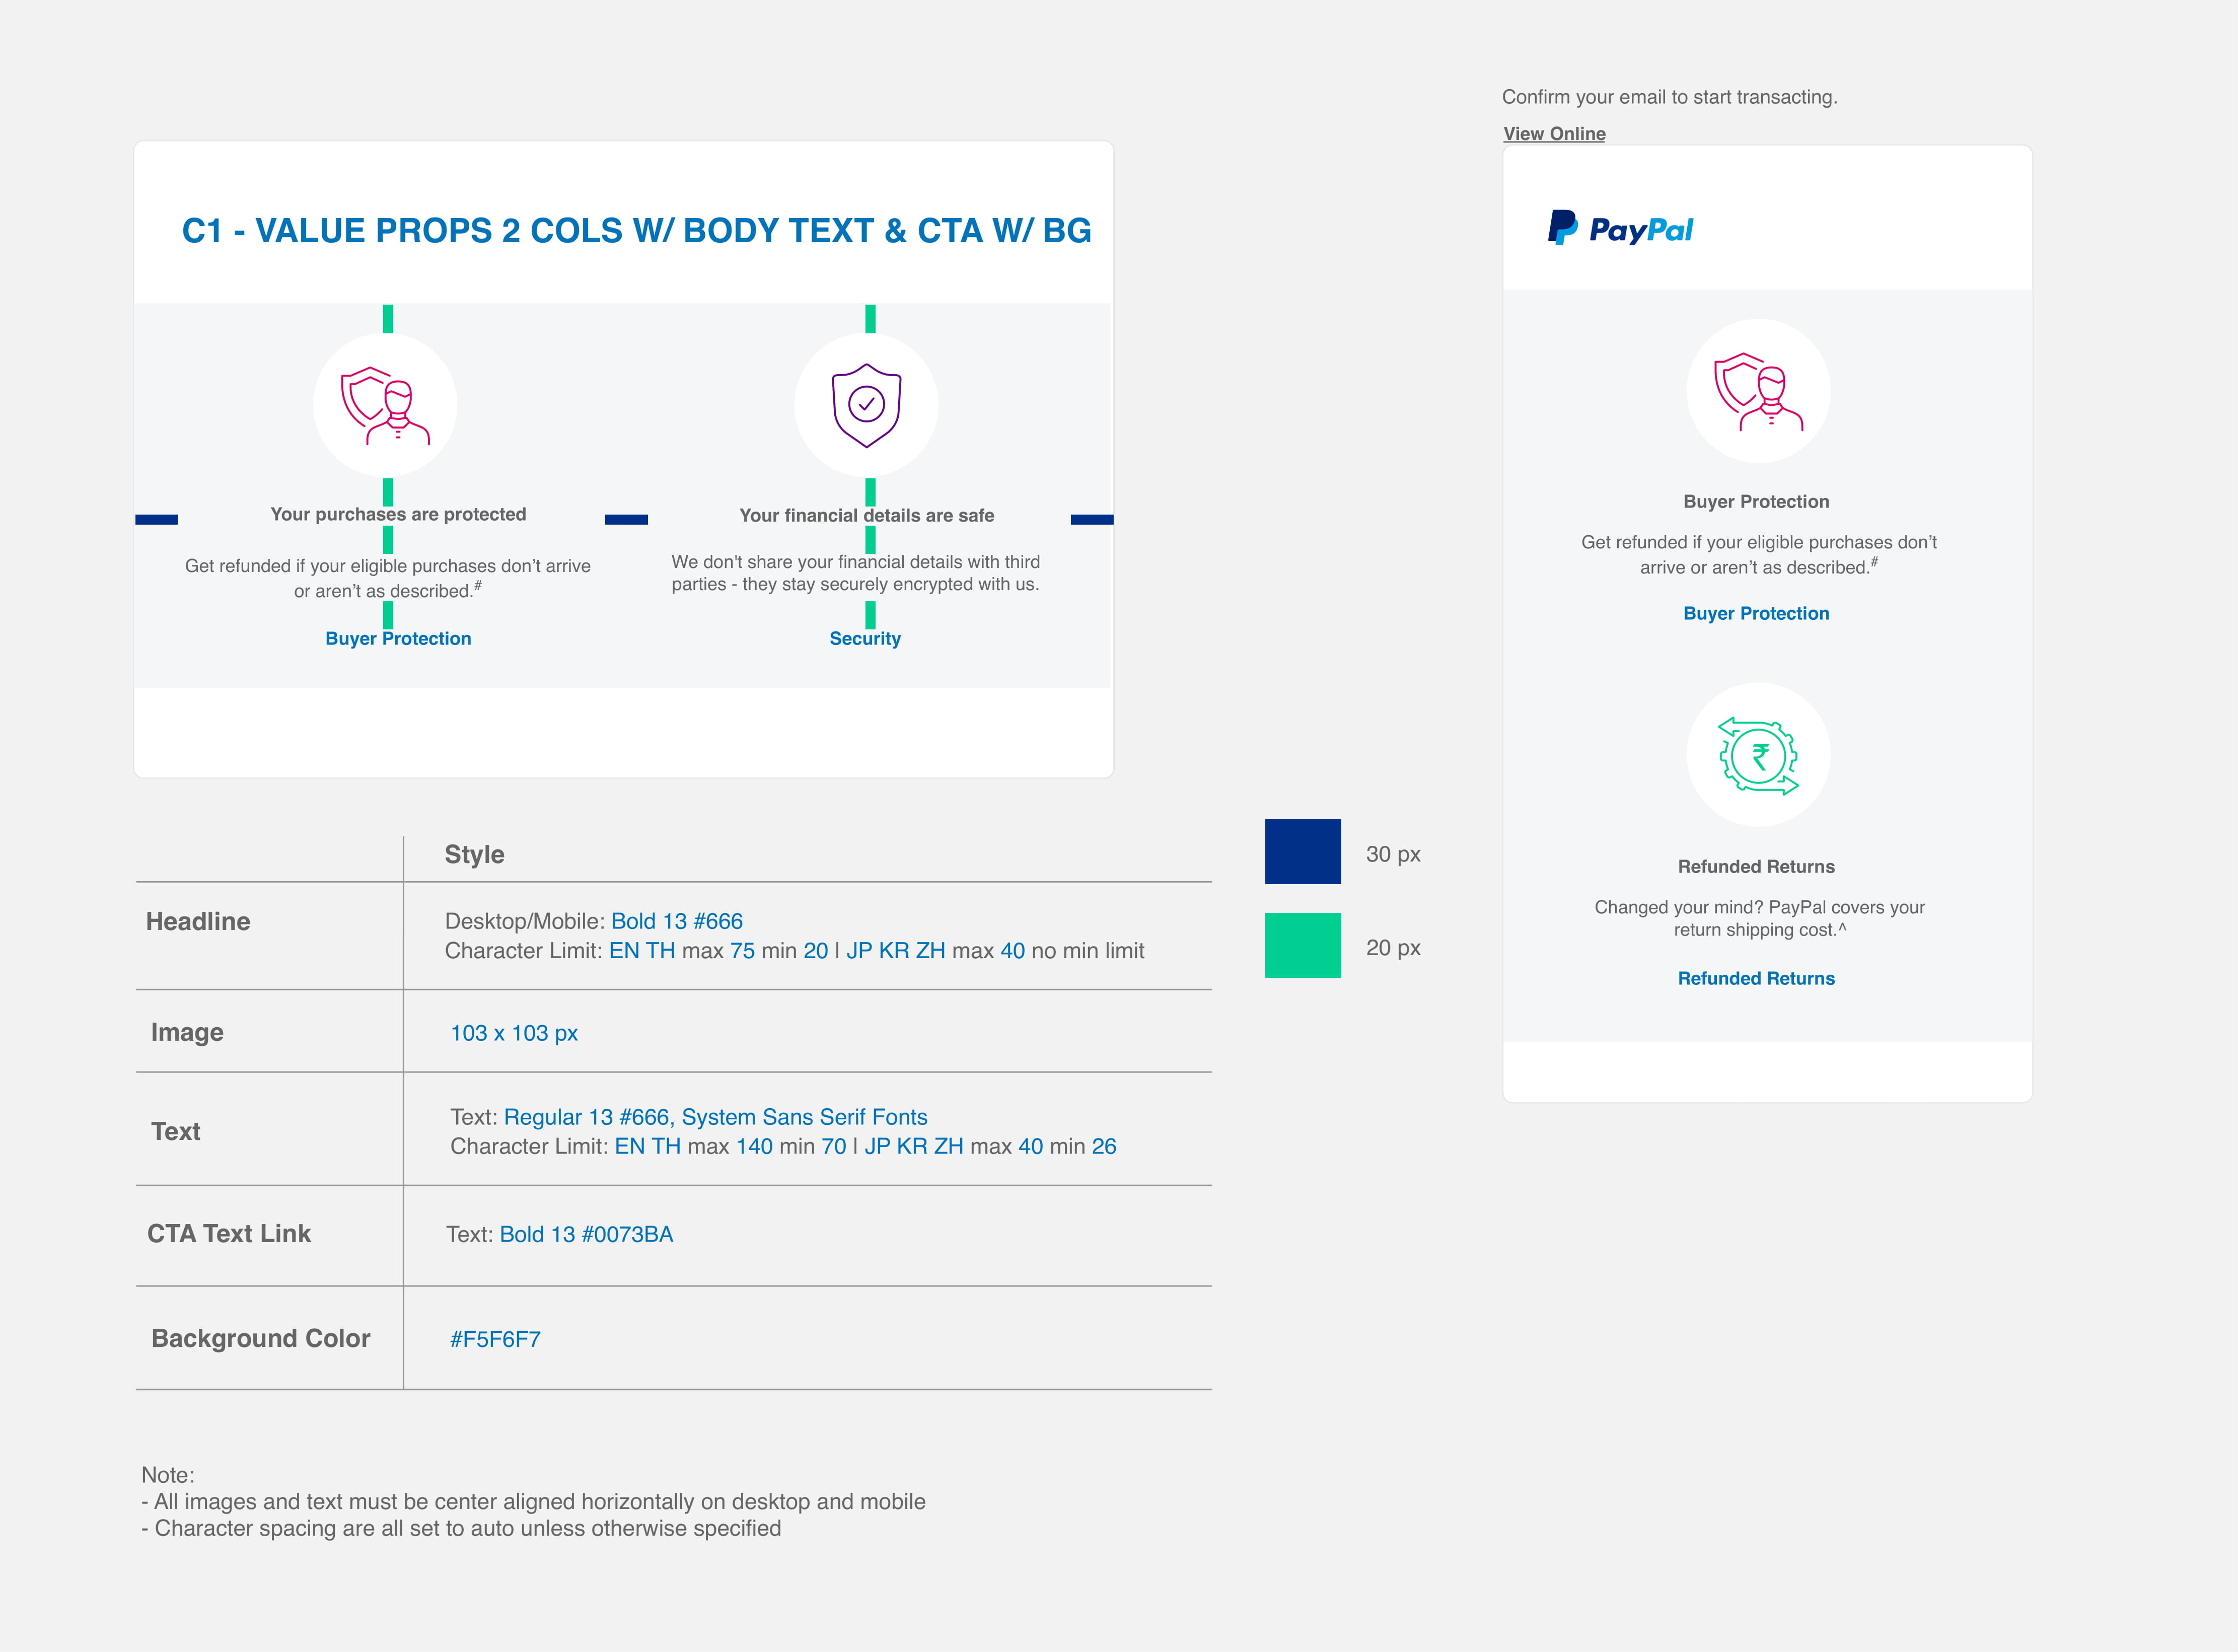 Confirm your email to start transacting.
View Online
C1 - VALUE PROPS 2 COLS W/ BODY TEXT & CTA W/ BG
Your purchases are protected
Get refunded if your eligible purchases don’t arrive
or aren’t as described.#
Buyer Protection
Your financial details are safe
We don't share your financial details with third
parties - they stay securely encrypted with us.
Security
PayPal
Buyer Protection
Get refunded if your eligible purchases don’t
arrive or aren’t as described.#
Buyer Protection
₹
Refunded Returns
Changed your mind? PayPal covers your
return shipping cost.^
Refunded Returns
30 px
20 px
Style
Headline
Desktop/Mobile: Bold 13 #666
Character Limit: EN TH max 75 min 20 | JP KR ZH max 40 no min limit
Image
103 x 103 px
Text
Text: Regular 13 #666, System Sans Serif Fonts
Character Limit: EN TH max 140 min 70 | JP KR ZH max 40 min 26
CTA Text Link
Text: Bold 13 #0073BA
Background Color
#F5F6F7
Note:
- All images and text must be center aligned horizontally on desktop and mobile
- Character spacing are all set to auto unless otherwise specified